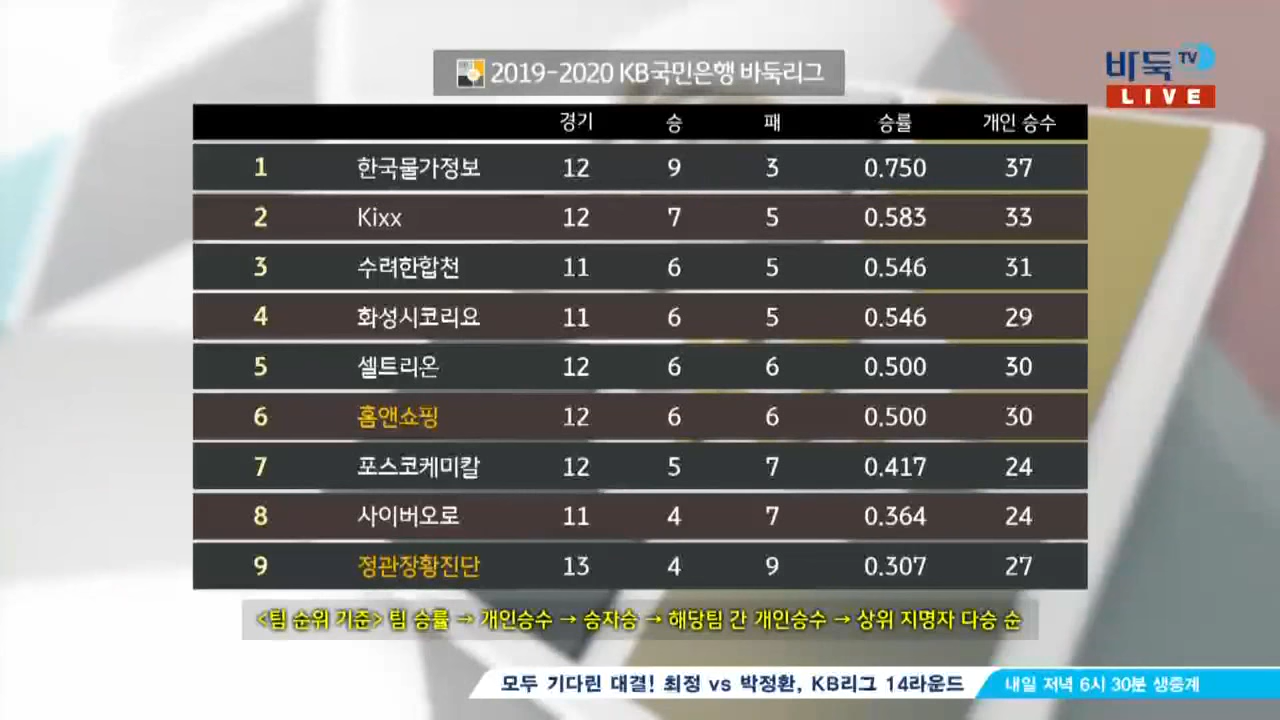 2019-2020 KB국민은행 바둑리그
바둑TV
LIVE
경기 승 패 승률 개인 승수
1 한국물가정보 12 9 3 0.750 37
2 Kixx 12 7 5 0.583 33
3 수려한합천 11 6 5 0.546 31
4 화성시코리요 11 6 5 0.546 29
5 셀트리온 12 6 6 0.500 30
6 홈앤쇼핑 12 6 6 0.500 30
7 포스코케미칼 12 5 7 0.417 24
8 사이버오로 11 4 7 0.364 24
9 정관장황진단 13 4 9 0.307 27
<팀 순위 기준> 팀 승률 → 개인승수 → 승자승 → 해당팀 간 개인승수 → 상위 지명자 다승 순
모두 기다린 대결! 최정 vs 박정환, KB리그 14라운드 내일 저녁 6시 30분 생중계